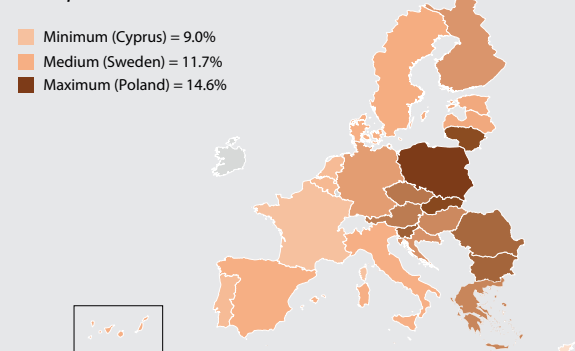 Minimum (Cyprus) = 9.0%
Medium (Sweden) = 11.7%
Maximum (Poland) = 14.6%